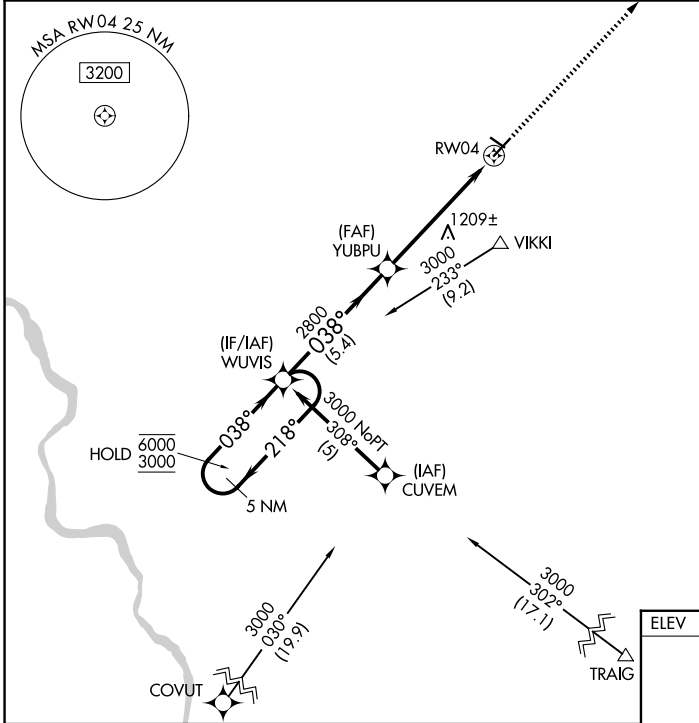 MSA RW04 25 NM
3200
RW04
1209±
(FAF)
YUBPU
VIKKI
3000
233°
(9.2)
2800
038°
(5.4)
(IF/IAF)
WUVIS
3000 NoPT
308°
(5)
038°
218°
HOLD
6000
3000
5 NM
(IAF)
CUVEM
3000
030°
(19.9)
3000
302°
(17.1)
ELEV
TRAIG
COVUT